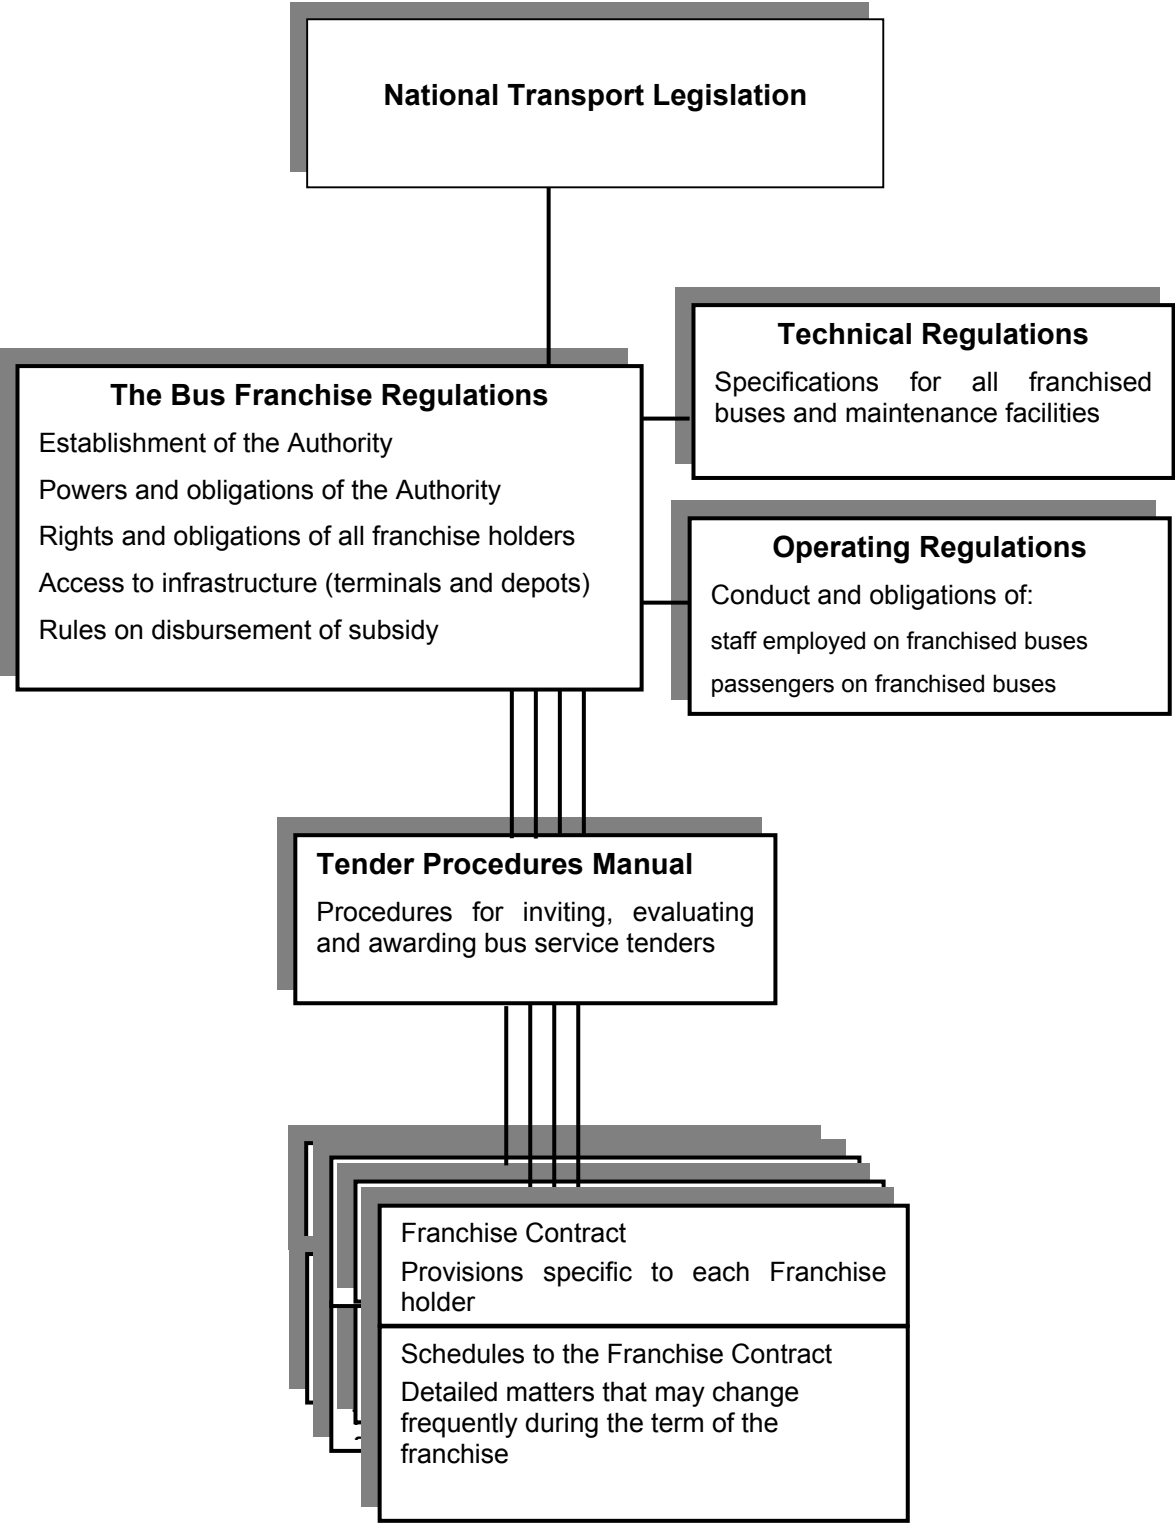 National Transport Legislation
Technical Regulations
Specifications for all franchised
buses and maintenance facilities
The Bus Franchise Regulations
Establishment of the Authority
Powers and obligations of the Authority
Rights and obligations of all franchise holders
Access to infrastructure (terminals and depots)
Rules on disbursement of subsidy
Operating Regulations
Conduct and obligations of:
staff employed on franchised buses
passengers on franchised buses
Tender Procedures Manual
Procedures for inviting, evaluating
and awarding bus service tenders
Franchise Contract
Provisions specific to each Franchise
holder
Schedules to the Franchise Contract
Detailed matters that may change
frequently during the term of the
franchise